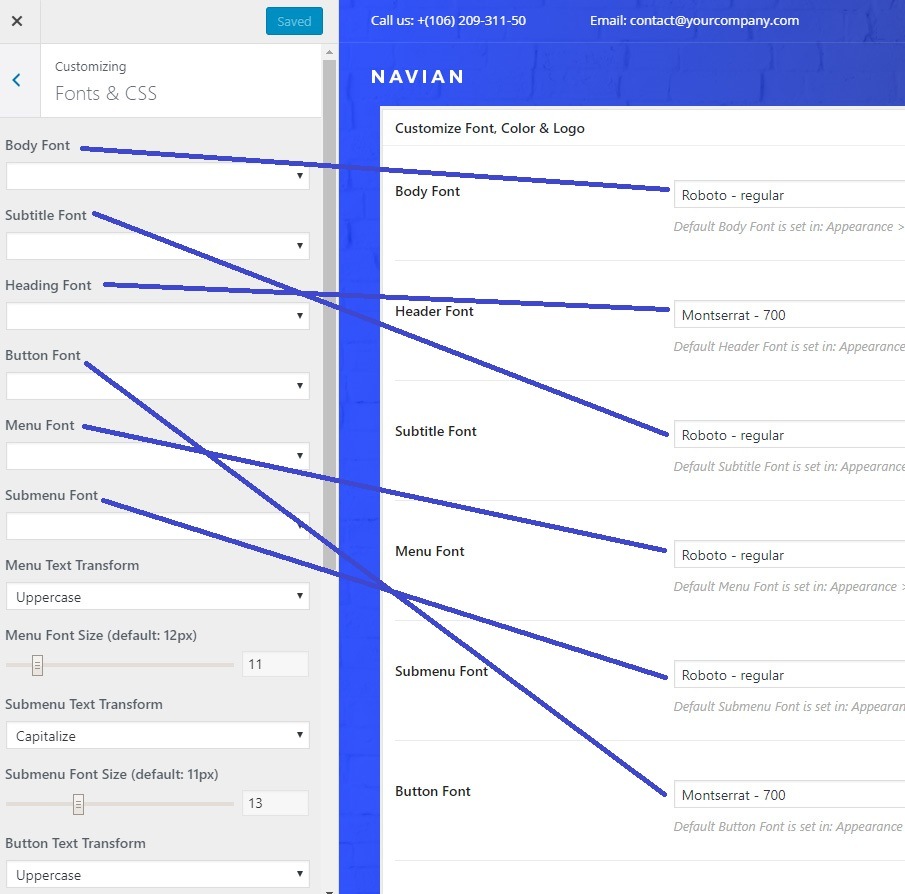 ×
Saved
Customizing
Fonts & CSS
Body Font
Subtitle Font
Heading Font
Button Font
Menu Font
Submenu Font
Menu Text Transform
Uppercase
Menu Font Size (default: 12px)
11
Submenu Text Transform
Capitalize
Submenu Font Size (default: 11px)
13
Button Text Transform
Uppercase
Call us: +(106) 209-311-50
Email: contact@yourcompany.com
NAVIAN
Customize Font, Color & Logo
Body Font
Roboto - regular
Default Body Font is set in: Appearance >
Header Font
Montserrat - 700
Default Header Font is set in: Appearance
Subtitle Font
Roboto - regular
Default Subtitle Font is set in: Appearance
Menu Font
Roboto - regular
Default Menu Font is set in: Appearance >
Submenu Font
Roboto - regular
Default Submenu Font is set in: Appearan
Button Font
Montserrat - 700
Default Button Font is set in: Appearance